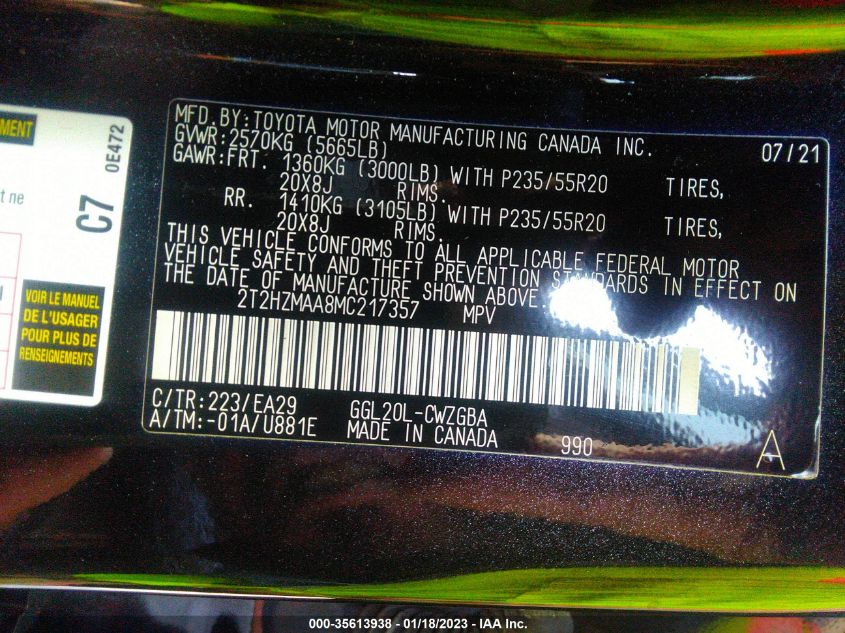 MENT
0E472
C7
t ne
VOIR LE MANUEL
DE L'USAGER
POUR PLUS DE
RENSEIGNEMENTS
MFD.BY:TOYOTA MOTOR MANUFACTURING CANADA INC. 07/21
GVWR:2570KG (5665LB)
GAWR:FRT. 1360KG (3000LB) WITH P235/55R20 TIRES,
20X8J RIMS.
RR. 1410KG (3105LB) WITH P235/55R20 TIRES,
20X8J RIMS.
THIS VEHICLE CONFORMS TO ALL APPLICABLE FEDERAL MOTOR
VEHICLE SAFETY AND THEFT PREVENTION STANDARDS IN EFFECT ON
THE DATE OF MANUFACTURE SHOWN ABOVE.
2T2HZMAA8MC217357 MPV
C/TR:223/EA29 GGL20L-CWZGBA
A/TM:-01A/U881E MADE IN CANADA 990 A
000-35613938 - 01/18/2023 - IAA Inc.